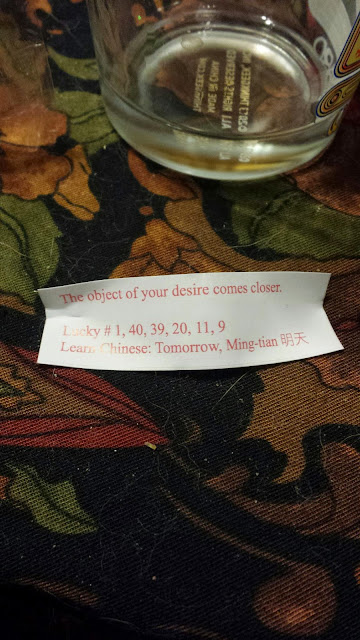 The object of your desire comes closer.
Lucky # 1, 40, 39, 20, 11, 9
Learn Chinese: Tomorrow, Ming-tian 明天